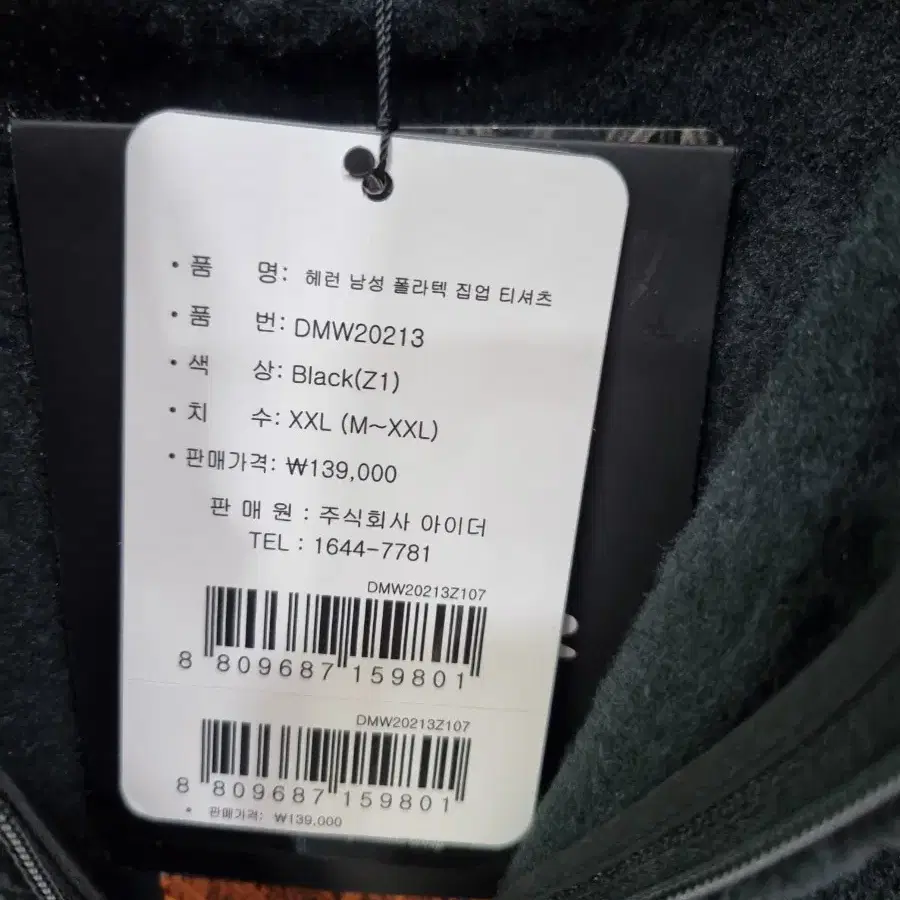 • 품 명: 헤런 남성 폴라텍 집업 티셔츠
• 품 번: DMW20213
• 색 상: Black(Z1)
• 치 수: XXL (M~XXL)
• 판매가격: ₩139,000
판 매 원 : 주식회사 아이더
TEL : 1644-7781
DMW20213Z107
8 809687 159801
DMW20213Z107
8 809687 159801
* 판매가격: ₩139,000